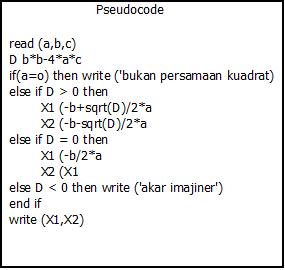 Pseudocode
read (a,b,c)
D b*b-4*a*c
if(a=o) then write ('bukan persamaan kuadrat)
else if D > 0 then
X1 (-b+sqrt(D)/2*a
X2 (-b-sqrt(D)/2*a
else if D = 0 then
X1 (-b/2*a
X2 (X1
else D < 0 then write ('akar imajiner')
end if
write (X1,X2)